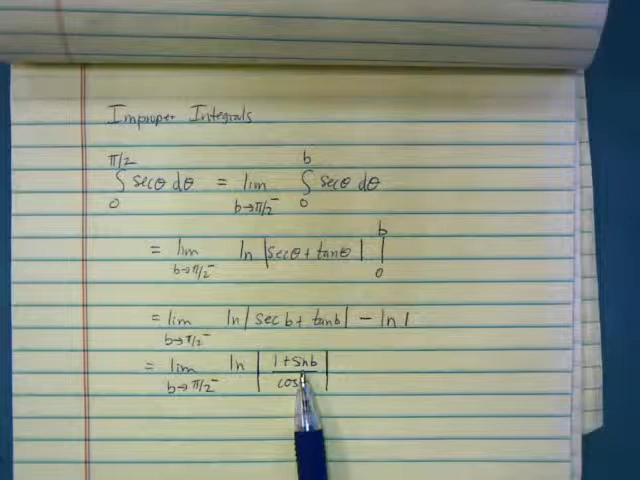 Improper Integrals
∫₀^π/2 secθ dθ = lim b→π/2⁻ ∫₀^b secθ dθ
= lim b→π/2⁻ ln |secθ + tanθ| |₀^b
= lim b→π/2⁻ ln |sec b + tan b| - ln 1
= lim b→π/2⁻ ln | (1 + sin b)/cos |